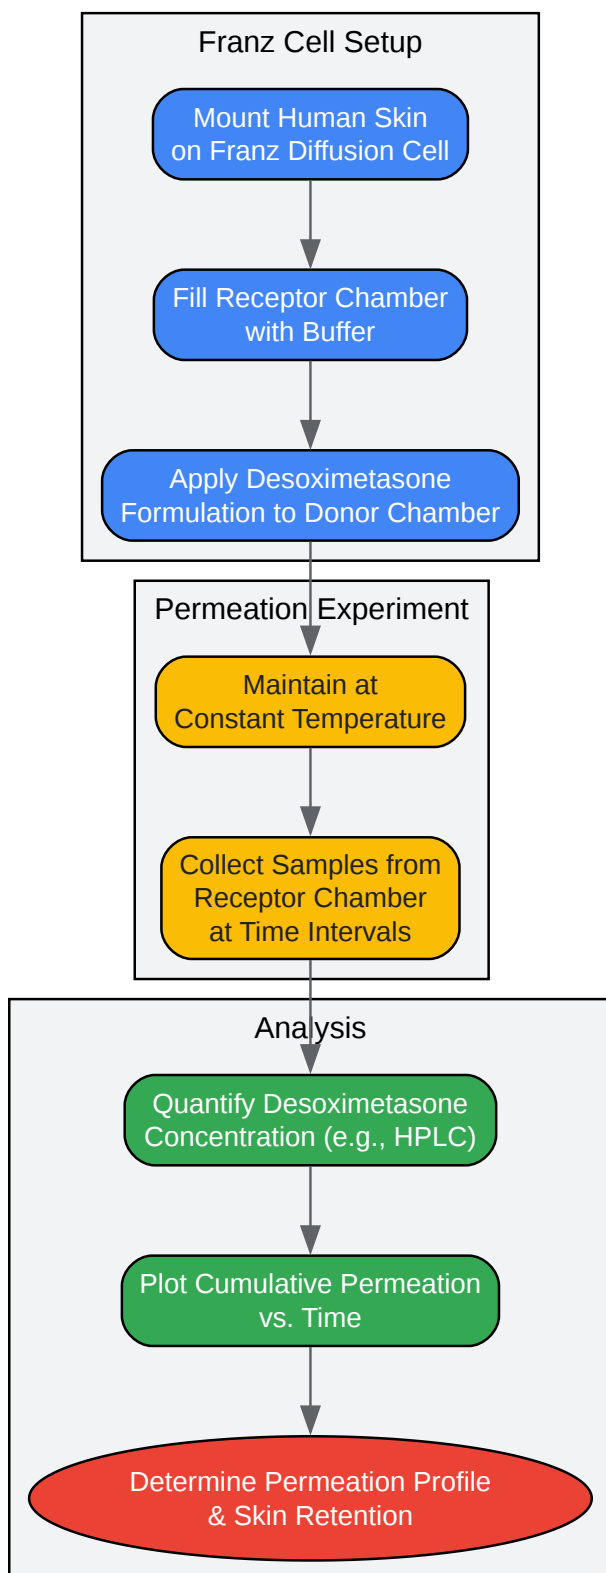 Franz Cell Setup
Mount Human Skin
on Franz Diffusion Cell
Fill Receptor Chamber
with Buffer
Apply Desoximetasone
Formulation to Donor Chamber
Permeation Experiment
Maintain at
Constant Temperature
Collect Samples from
Receptor Chamber
at Time Intervals
Analysis
Quantify Desoximetasone
Concentration (e.g., HPLC)
Plot Cumulative Permeation
vs. Time
Determine Permeation Profile
& Skin Retention